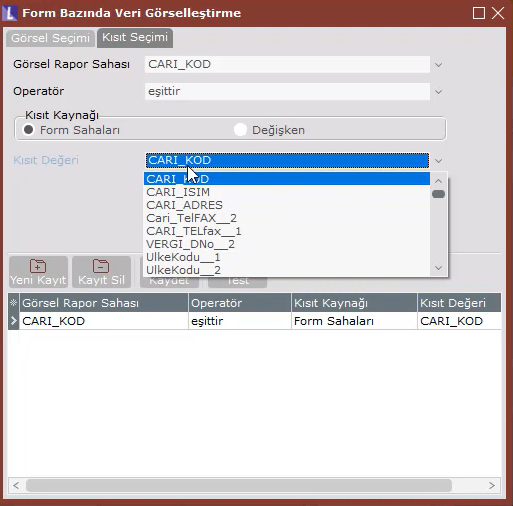 Form Bazında Veri Görselleştirme
Görsel Seçimi
Kısıt Seçimi
Görsel Rapor Sahası CARI_KOD
Operatör eşittir
Kısıt Kaynağı
Form Sahaları Değişken
Kısıt Değeri CARI_KOD
CARI_KOD
CARI_ISIM
CARI_ADRES
Cari_TelFAX__2
CARI_TELfax__1
VERGI_DNo__2
UlkeKodu__1
UlkeKodu__2
Yeni Kayıt Kayıt Sil Kaydet Test
Görsel Rapor Sahası Operatör Kısıt Kaynağı Kısıt Değeri
CARI_KOD eşittir Form Sahaları CARI_KOD